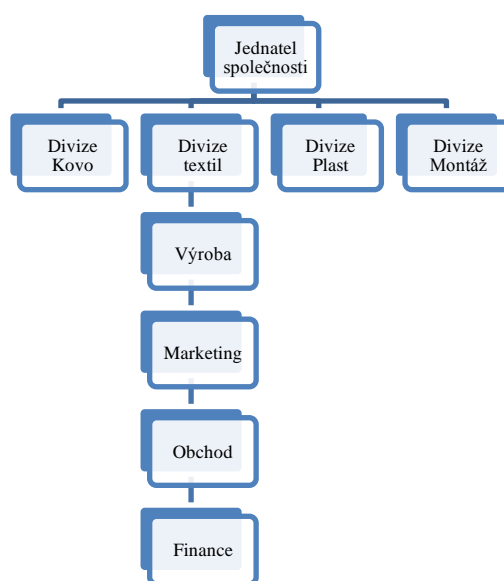 Jednatel
společnosti
Divize
Kovo
Divize
textil
Divize
Plast
Divize
Montáž
Výroba
Marketing
Obchod
Finance